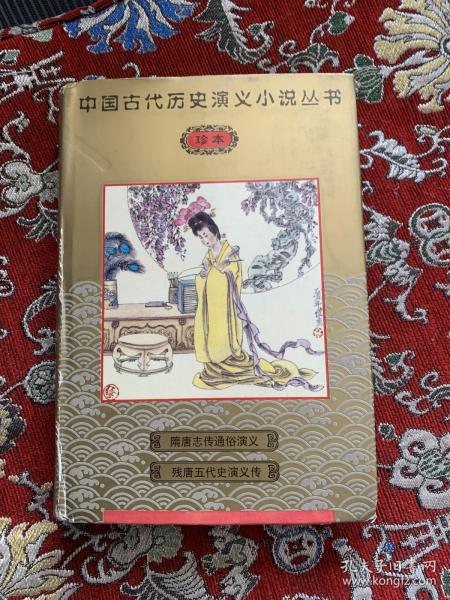 中国古代历史演义小说丛书
珍本
隋唐志传通俗演义
残唐五代史演义传
孔夫子旧书网
www.kongfz.com